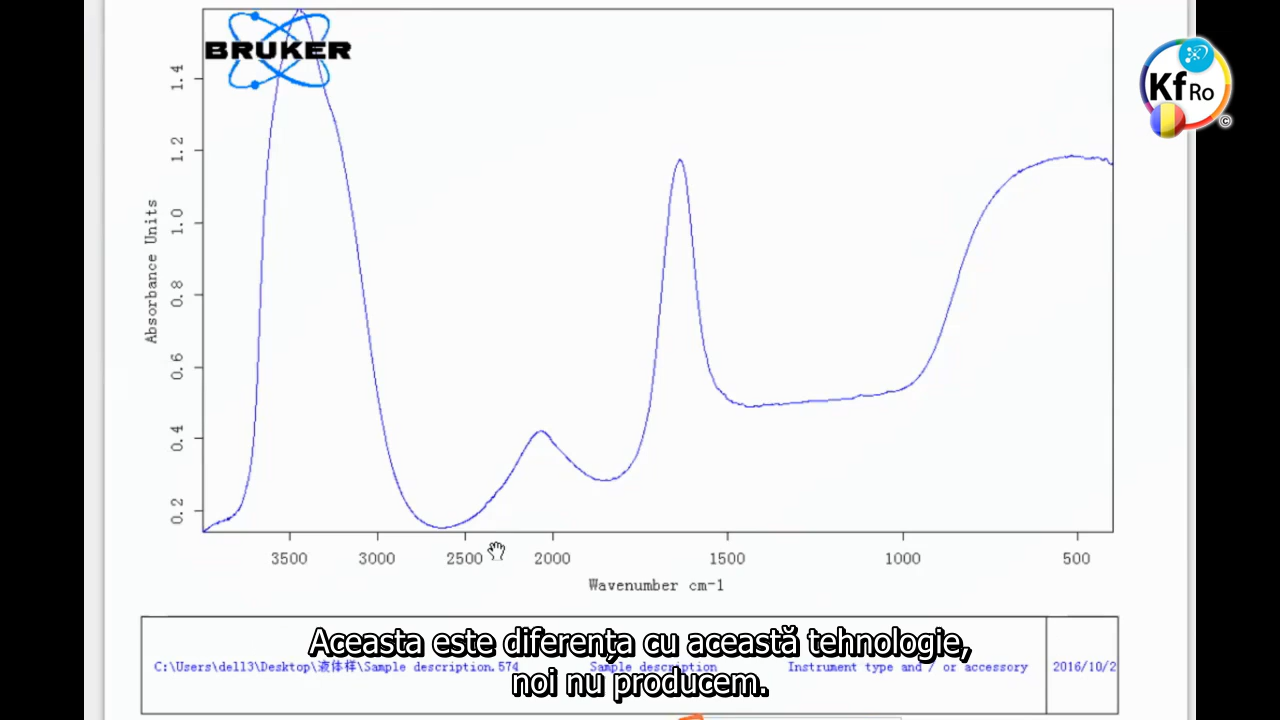 BRUKER
Kf Ro
©
1.4
1.2
1.0
0.8
0.6
0.4
0.2
Absorbance Units
3500 3000 2500 2000 1500 1000 500
Wavenumber cm-1
C:\Users\dell3\Desktop\液体样\Sample description.574 Sample description Instrument type and / or accessory 2016/10/2
Aceasta este diferența cu această tehnologie,
noi nu producem.